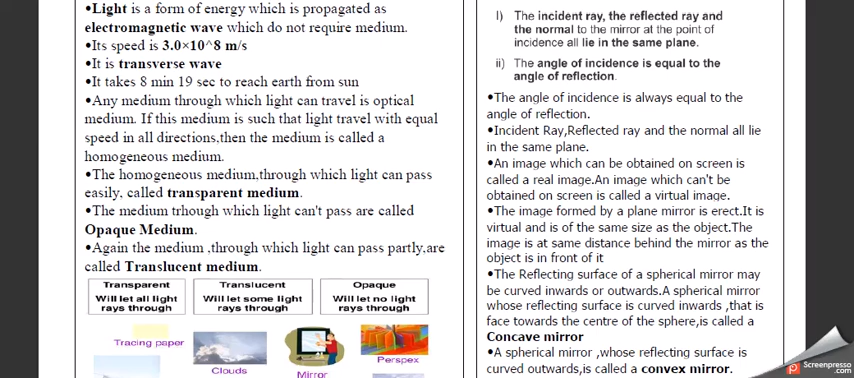 •Light is a form of energy which is propagated as
electromagnetic wave which do not require medium.
•Its speed is 3.0×10^8 m/s
•It is transverse wave
•It takes 8 min 19 sec to reach earth from sun
•Any medium through which light can travel is optical
medium. If this medium is such that light travel with equal
speed in all directions,then the medium is called a
homogeneous medium.
•The homogeneous medium,through which light can pass
easily, called transparent medium.
•The medium trhough which light can't pass are called
Opaque Medium.
•Again the medium ,through which light can pass partly,are
called Translucent medium.
Transparent
Will let all light
rays through
Translucent
Will let some light
rays through
Opaque
Will let no light
rays through
Tracing paper
Clouds
Mirror
Perspex
I) The incident ray, the reflected ray and
the normal to the mirror at the point of
incidence all lie in the same plane.
ii) The angle of incidence is equal to the
angle of reflection.
•The angle of incidence is always equal to the
angle of reflection.
•Incident Ray,Reflected ray and the normal all lie
in the same plane.
•An image which can be obtained on screen is
called a real image.An image which can't be
obtained on screen is called a virtual image.
•The image formed by a plane mirror is erect.It is
virtual and is of the same size as the object.The
image is at same distance behind the mirror as the
object is in front of it
•The Reflecting surface of a spherical mirror may
be curved inwards or outwards.A spherical mirror
whose reflecting surface is curved inwards ,that is
face towards the centre of the sphere,is called a
Concave mirror
•A spherical mirror ,whose reflecting surface is
curved outwards,is called a convex mirror.
Screenpresso
.com